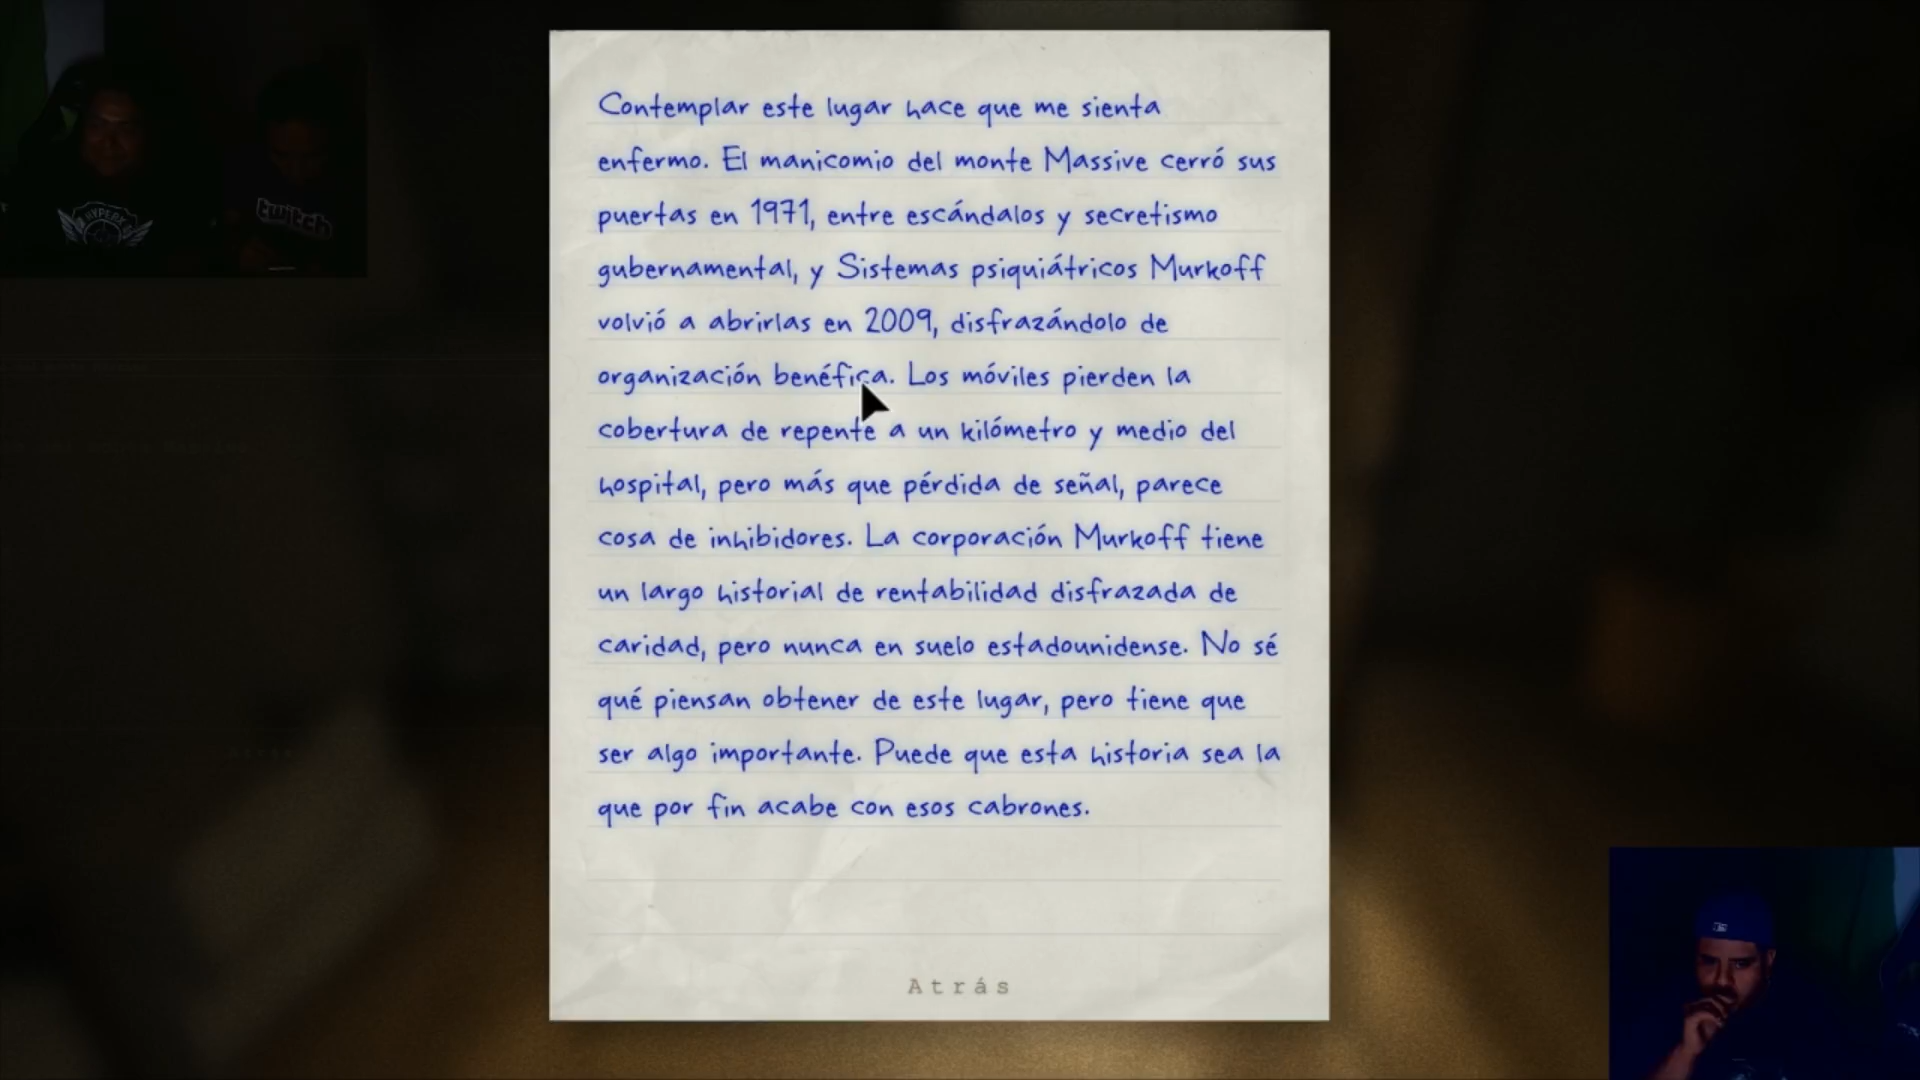 Contemplar este lugar hace que me sienta
enfermo. El manicomio del monte Massive cerró sus
puertas en 1971, entre escándalos y secretismo
gubernamental, y Sistemas psiquiátricos Murkoff
volvió a abrirlas en 2009, disfrazándolo de
organización benéfica. Los móviles pierden la
cobertura de repente a un kilómetro y medio del
hospital, pero más que pérdida de señal, parece
cosa de inhibidores. La corporación Murkoff tiene
un largo historial de rentabilidad disfrazada de
caridad, pero nunca en suelo estadounidense. No sé
qué piensan obtener de este lugar, pero tiene que
ser algo importante. Puede que esta historia sea la
que por fin acabe con esos cabrones.
Atrás
HYPERX
twitch